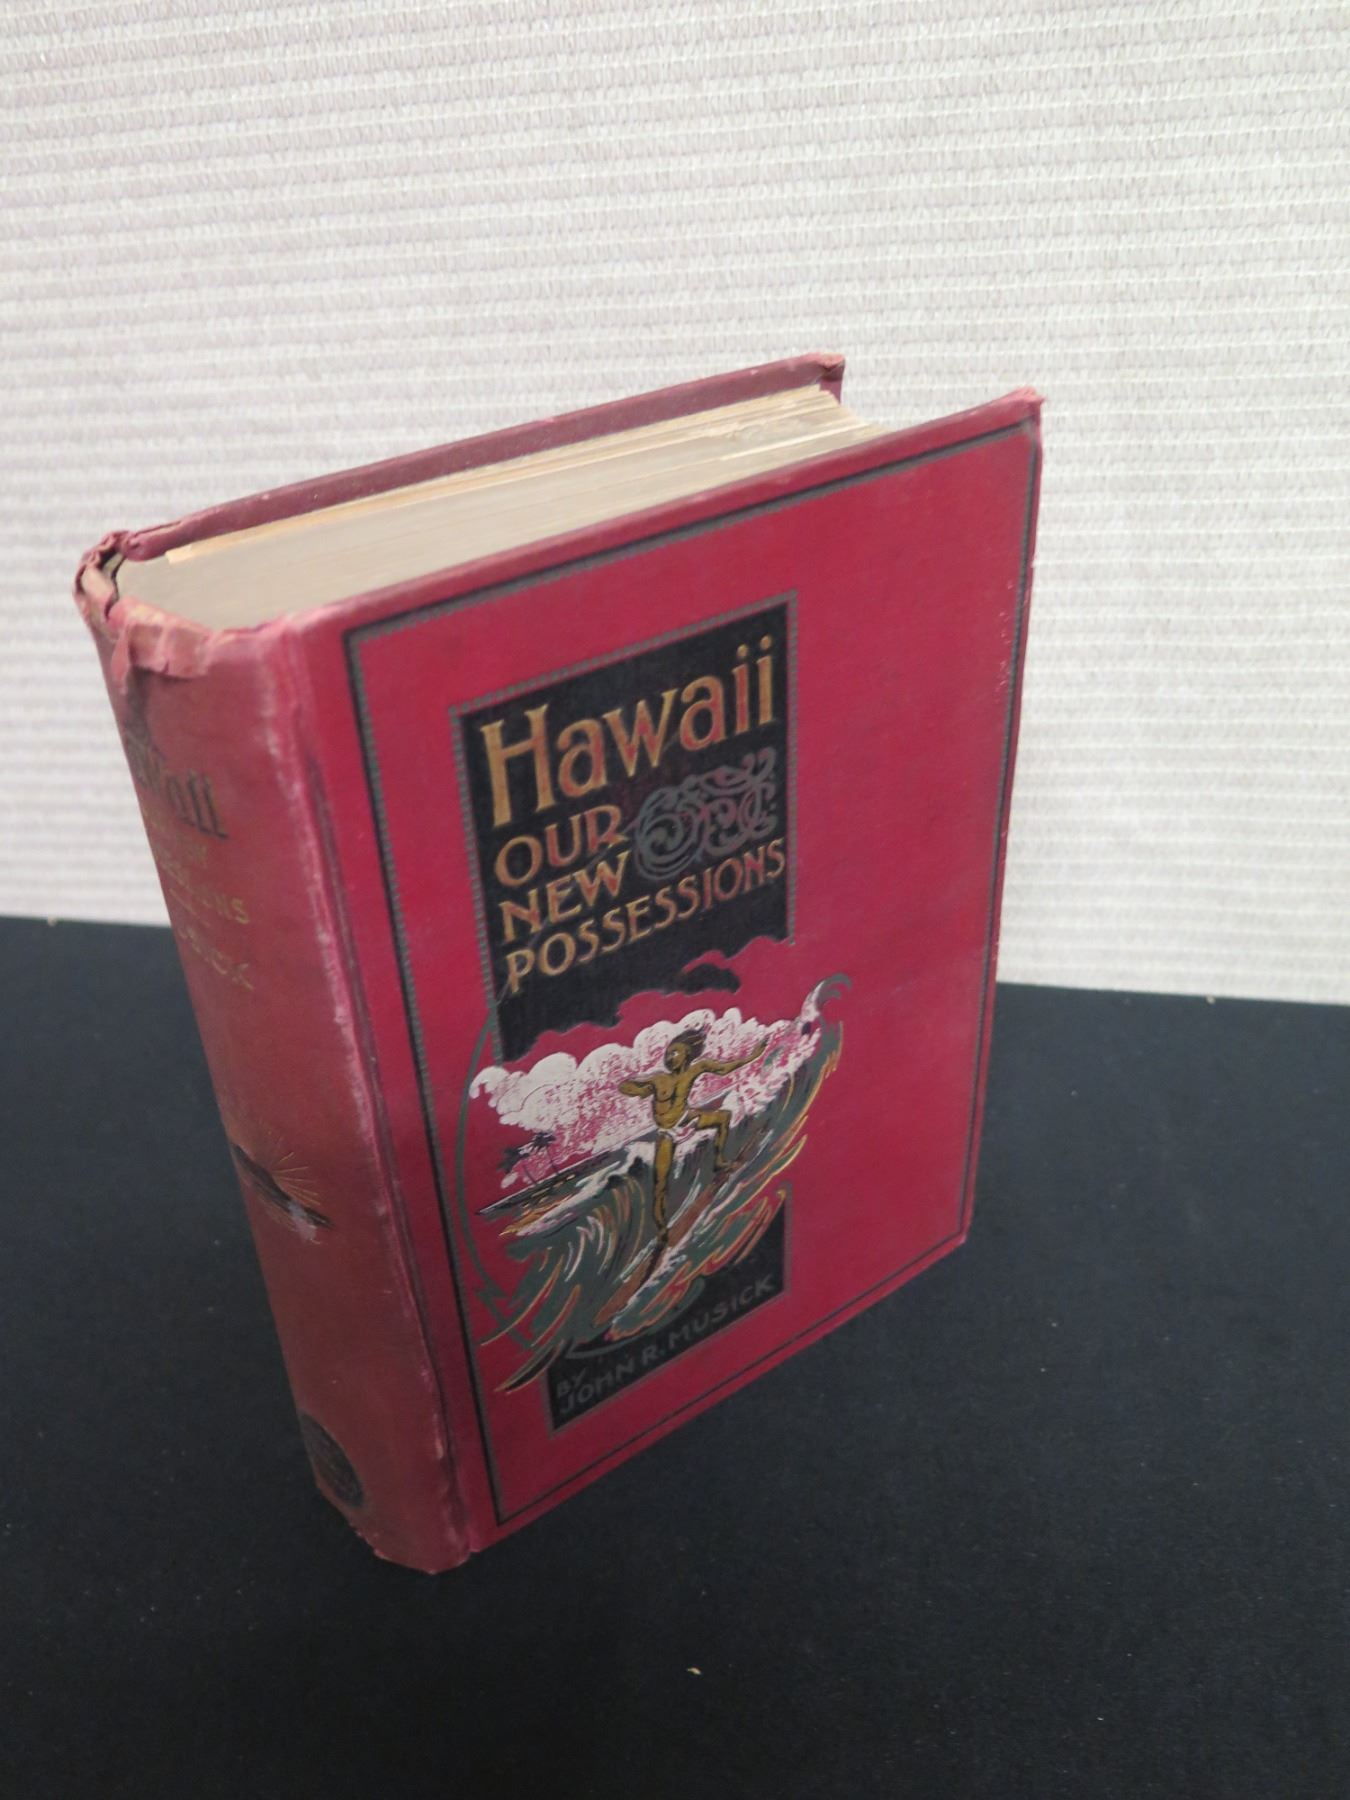 Hawaii
OUR
NEW
POSSESSIONS
BY
JOHN R. MUSICK